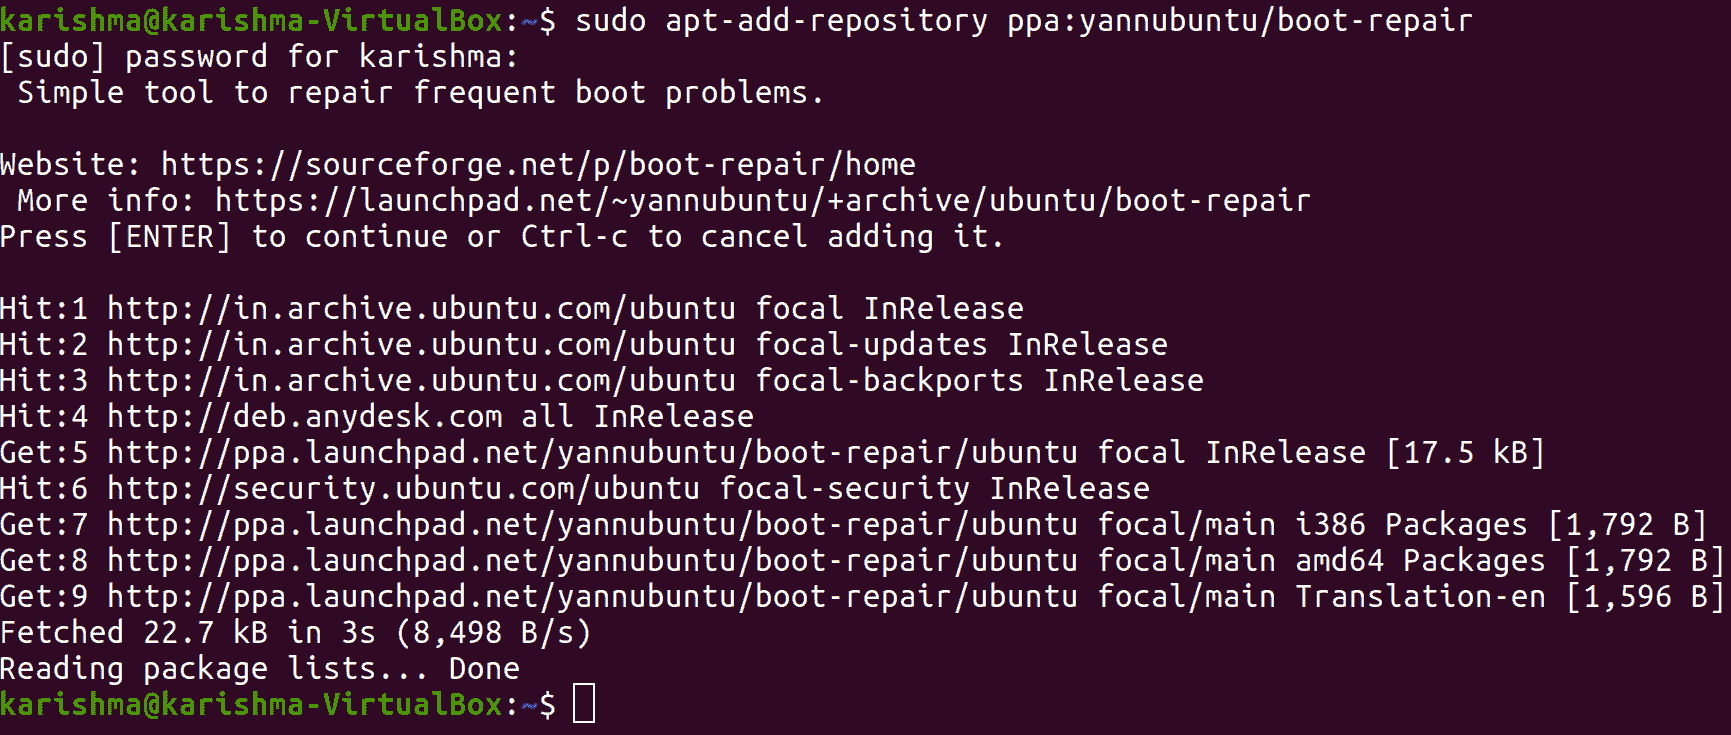 karishma@karishma-VirtualBox:~$ sudo apt-add-repository ppa:yannubuntu/boot-repair
[sudo] password for karishma:
Simple tool to repair frequent boot problems.
Website: https://sourceforge.net/p/boot-repair/home
More info: https://launchpad.net/~yannubuntu/+archive/ubuntu/boot-repair
Press [ENTER] to continue or Ctrl-c to cancel adding it.
Hit:1 http://in.archive.ubuntu.com/ubuntu focal InRelease
Hit:2 http://in.archive.ubuntu.com/ubuntu focal-updates InRelease
Hit:3 http://in.archive.ubuntu.com/ubuntu focal-backports InRelease
Hit:4 http://deb.anydesk.com all InRelease
Get:5 http://ppa.launchpad.net/yannubuntu/boot-repair/ubuntu focal InRelease [17.5 kB]
Hit:6 http://security.ubuntu.com/ubuntu focal-security InRelease
Get:7 http://ppa.launchpad.net/yannubuntu/boot-repair/ubuntu focal/main i386 Packages [1,792 B]
Get:8 http://ppa.launchpad.net/yannubuntu/boot-repair/ubuntu focal/main amd64 Packages [1,792 B]
Get:9 http://ppa.launchpad.net/yannubuntu/boot-repair/ubuntu focal/main Translation-en [1,596 B]
Fetched 22.7 kB in 3s (8,498 B/s)
Reading package lists... Done
karishma@karishma-VirtualBox:~$